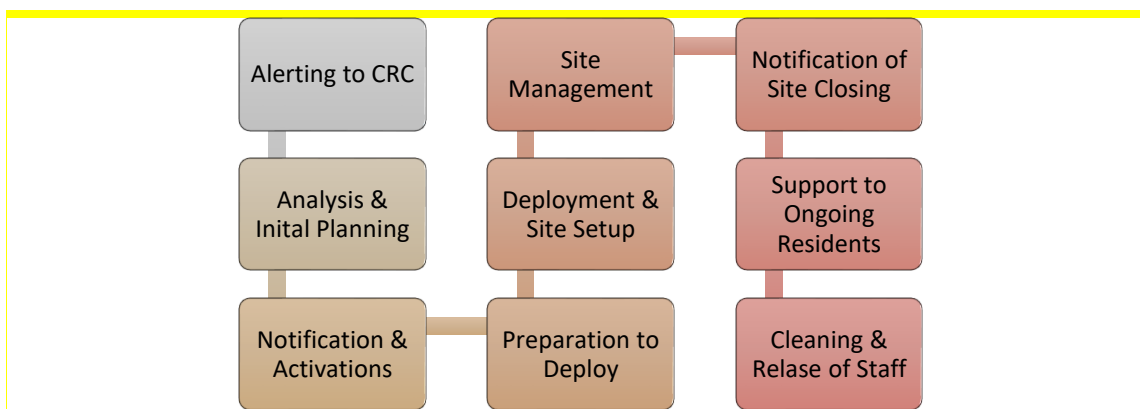 Alerting to CRC
Analysis &
Inital Planning
Notification &
Activations
Preparation to
Deploy
Deployment &
Site Setup
Site
Management
Notification of
Site Closing
Support to
Ongoing
Residents
Cleaning &
Relase of Staff